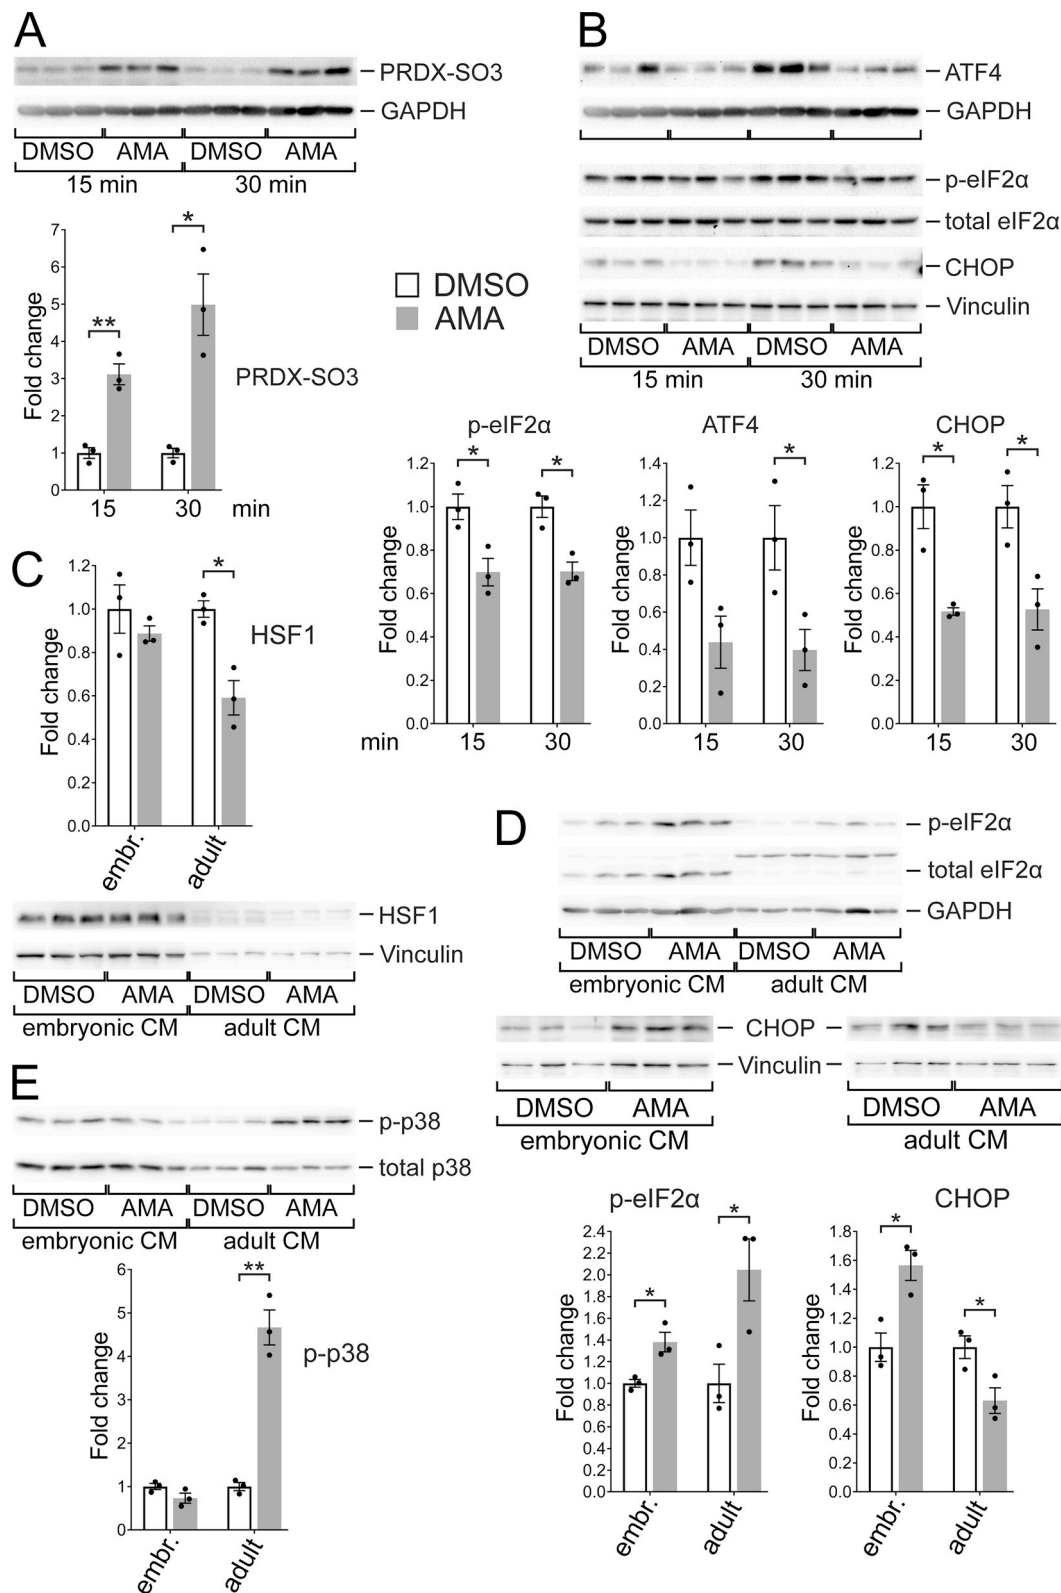 A
PRDX-SO3
GAPDH
DMSO AMA DMSO AMA
15 min 30 min
7
6
5
4
3
2
1
0
Fold change
**
*
PRDX-SO3
15 30 min
DMSO
AMA
B
ATF4
GAPDH
p-eIF2α
total eIF2α
CHOP
Vinculin
DMSO AMA DMSO AMA
15 min 30 min
p-eIF2α
* *
1.2
1.0
0.8
0.6
0.4
0.2
0.0
Fold change
min 15 30
ATF4
*
1.4
1.2
1.0
0.8
0.6
0.4
0.2
0.0
Fold change
15 30
CHOP
* *
1.2
1.0
0.8
0.6
0.4
0.2
0.0
Fold change
15 30
C
1.2
1.0
0.8
0.6
0.4
0.2
0.0
Fold change
*
HSF1
embr. adult
HSF1
Vinculin
DMSO AMA DMSO AMA
embryonic CM adult CM
D
p-eIF2α
total eIF2α
GAPDH
DMSO AMA DMSO AMA
embryonic CM adult CM
CHOP
Vinculin
DMSO AMA DMSO AMA
embryonic CM adult CM
p-eIF2α
* *
2.4
2.2
2.0
1.8
1.6
1.4
1.2
1.0
0.8
0.6
0.4
0.2
0.0
Fold change
embr. adult
CHOP
* *
1.8
1.6
1.4
1.2
1.0
0.8
0.6
0.4
0.2
0.0
Fold change
embr. adult
E
p-p38
total p38
DMSO AMA DMSO AMA
embryonic CM adult CM
6
5
4
3
2
1
0
Fold change
**
p-p38
embr. adult